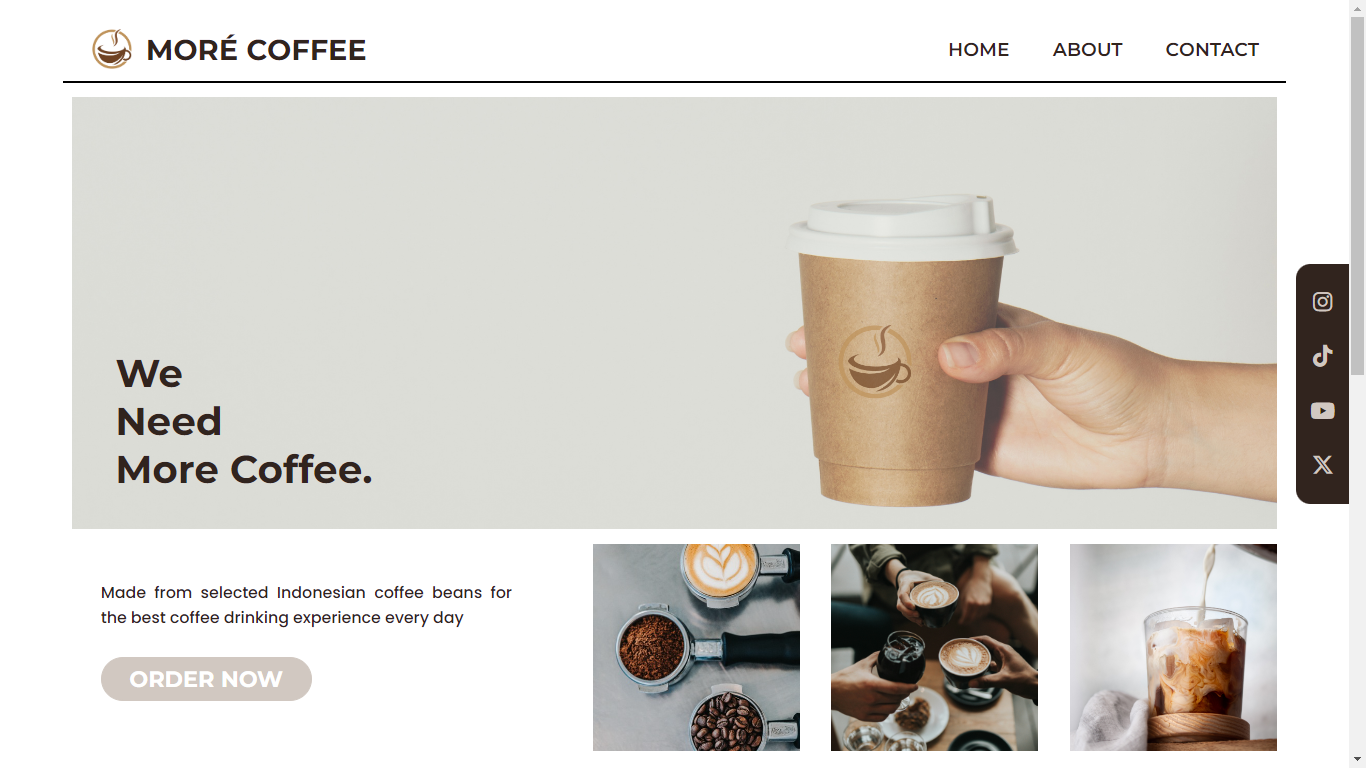 MORÉ COFFEE
HOME ABOUT CONTACT
We
Need
More Coffee.
Made from selected Indonesian coffee beans for
the best coffee drinking experience every day
ORDER NOW